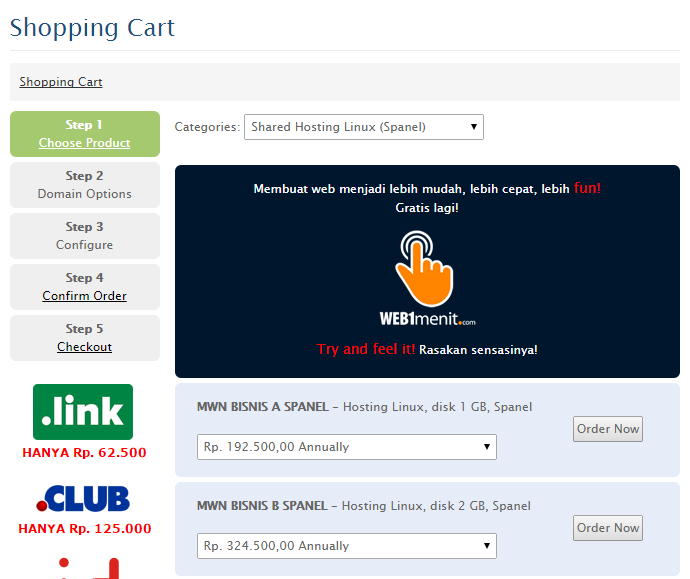 Shopping Cart
Shopping Cart
Step 1
Choose Product
Step 2
Domain Options
Step 3
Configure
Step 4
Confirm Order
Step 5
Checkout
.link
HANYA Rp. 62.500
.CLUB
HANYA Rp. 125.000
Categories: Shared Hosting Linux (Spanel)
Membuat web menjadi lebih mudah, lebih cepat, lebih fun!
Gratis lagi!
WEB1menit.com
Try and feel it! Rasakan sensasinya!
MWN BISNIS A SPANEL - Hosting Linux, disk 1 GB, Spanel
Rp. 192.500,00 Annually
Order Now
MWN BISNIS B SPANEL - Hosting Linux, disk 2 GB, Spanel
Rp. 324.500,00 Annually
Order Now